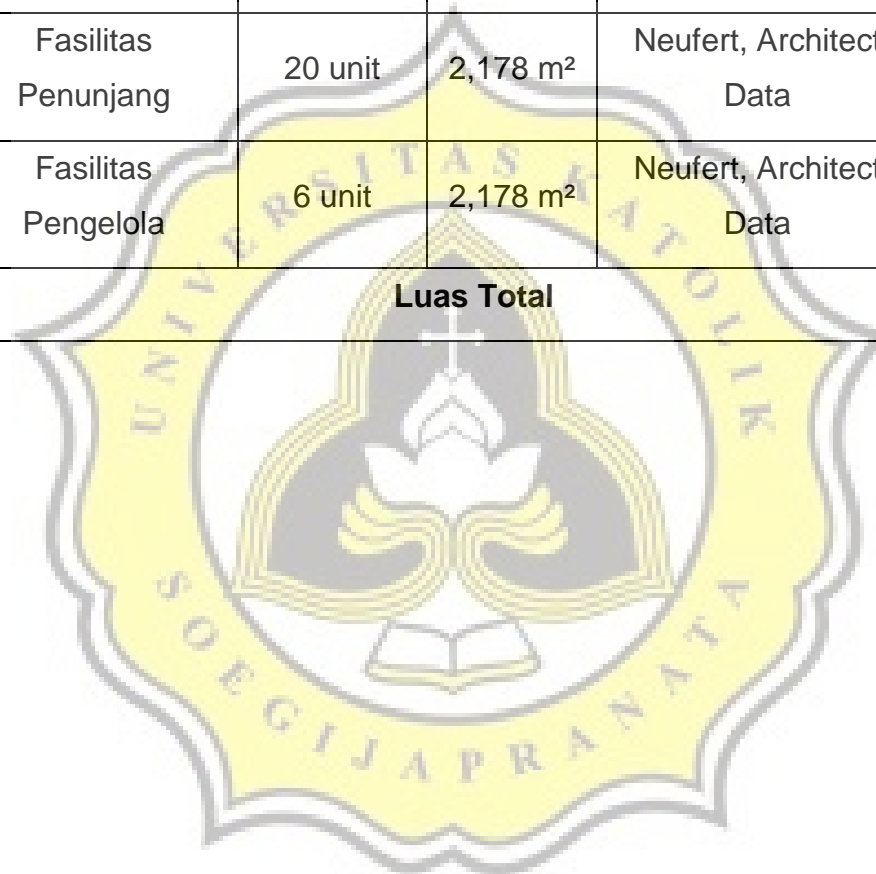 Fasilitas
Penunjang
20 unit
2,178 m²
Neufert, Architect
Data
Fasilitas
Pengelola
6 unit
2,178 m²
Neufert, Architect
Data
Luas Total
UNIVERSITAS KATOLIK
SOEGIJAPRANATA